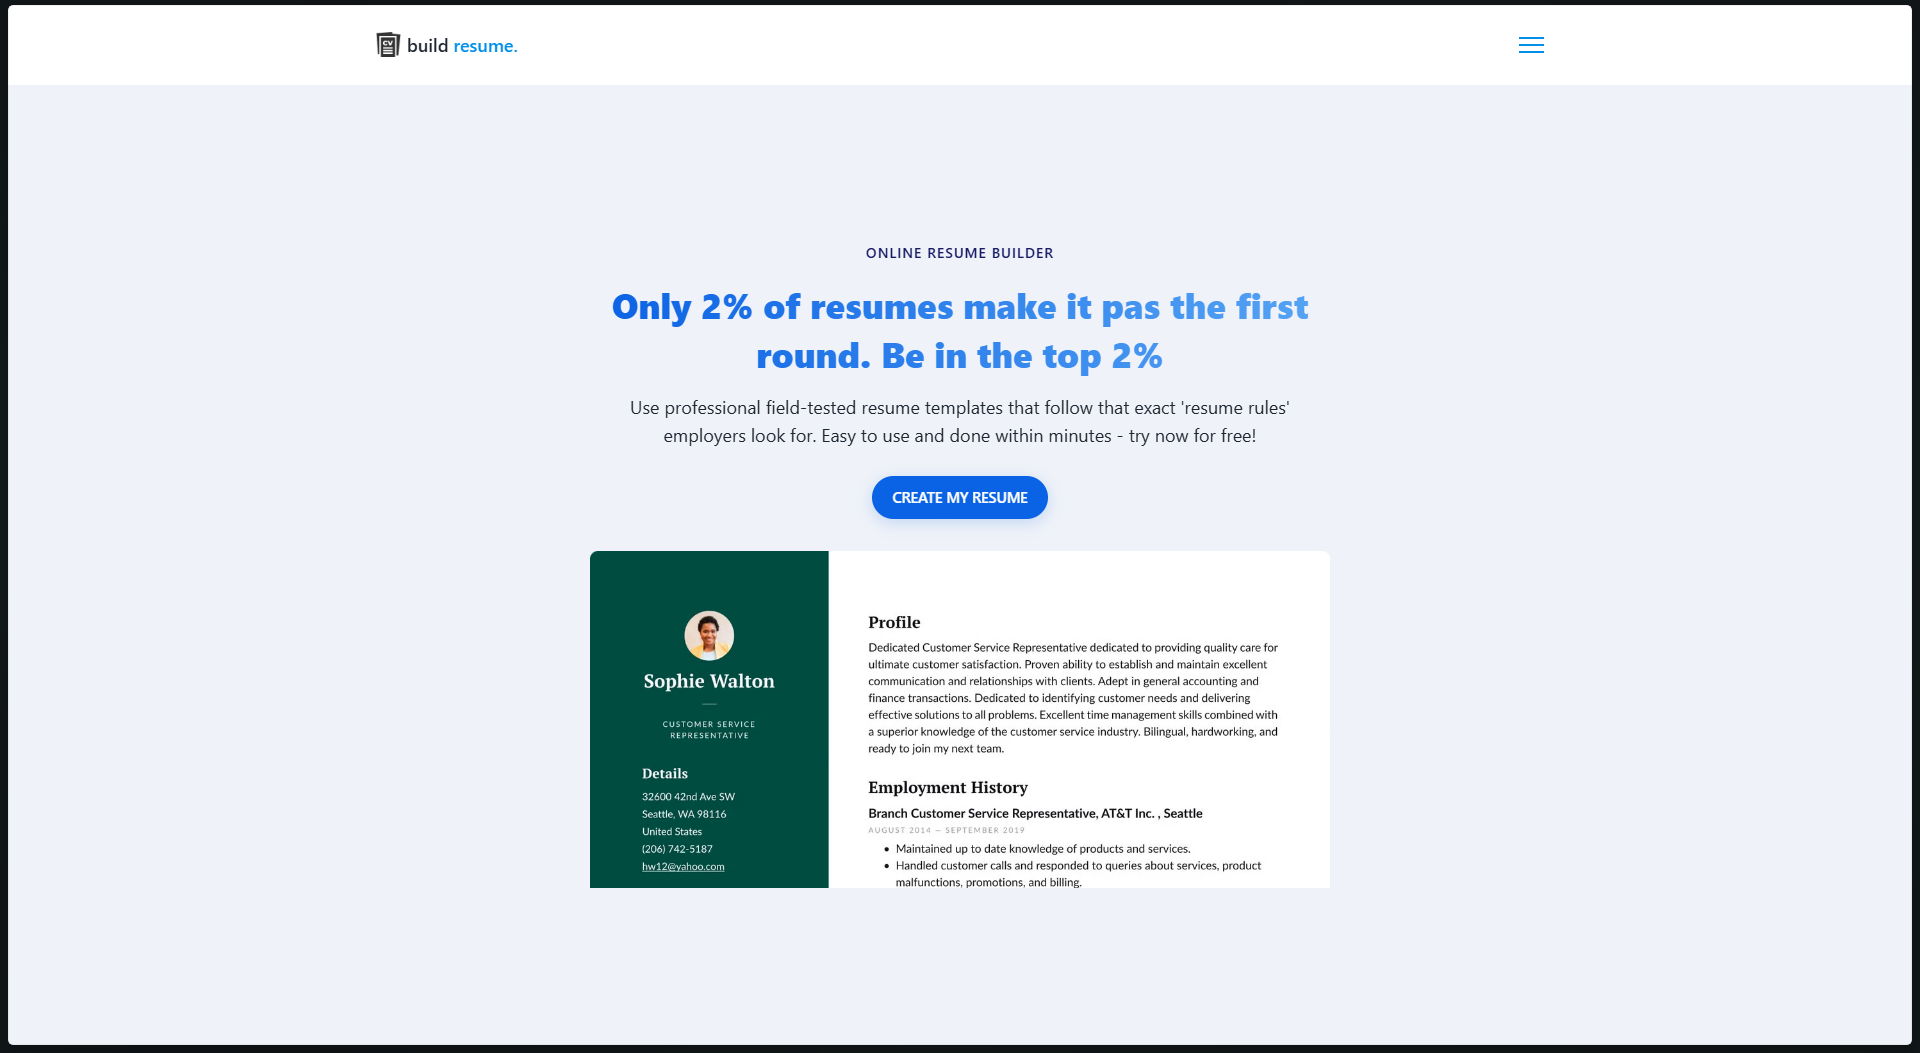 CV
build resume.
ONLINE RESUME BUILDER
Only 2% of resumes make it pas the first
round. Be in the top 2%
Use professional field-tested resume templates that follow that exact 'resume rules'
employers look for. Easy to use and done within minutes - try now for free!
CREATE MY RESUME
Sophie Walton
CUSTOMER SERVICE
REPRESENTATIVE
Details
32600 42nd Ave SW
Seattle, WA 98116
United States
(206) 742-5187
hw12@yahoo.com
Profile
Dedicated Customer Service Representative dedicated to providing quality care for
ultimate customer satisfaction. Proven ability to establish and maintain excellent
communication and relationships with clients. Adept in general accounting and
finance transactions. Dedicated to identifying customer needs and delivering
effective solutions to all problems. Excellent time management skills combined with
a superior knowledge of the customer service industry. Bilingual, hardworking, and
ready to join my next team.
Employment History
Branch Customer Service Representative, AT&T Inc. , Seattle
AUGUST 2014 — SEPTEMBER 2019
• Maintained up to date knowledge of products and services.
• Handled customer calls and responded to queries about services, product
malfunctions, promotions, and billing.